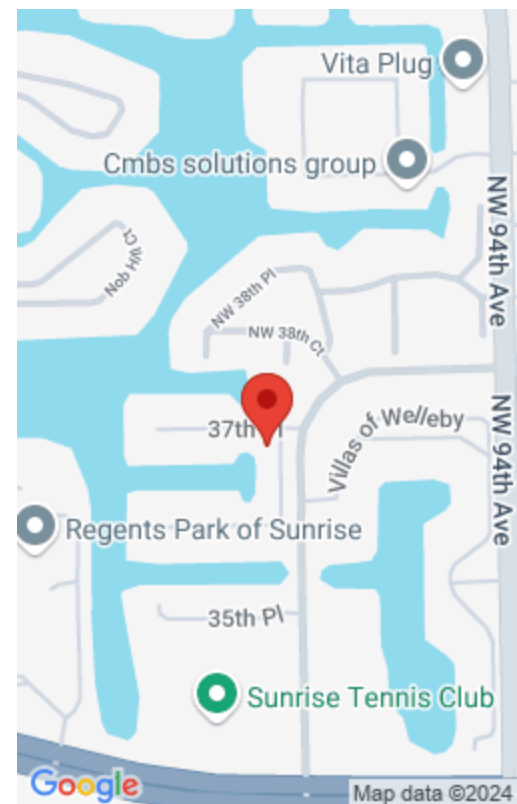 Vita Plug
Cmbs solutions group
NW 94th Ave
Nob Hill Ct
NW 38th Pl
NW 38th Ct
37th Pl
Villas of Welleby
NW 94th Ave
Regents Park of Sunrise
35th Pl
Sunrise Tennis Club
Google
Map data ©2024